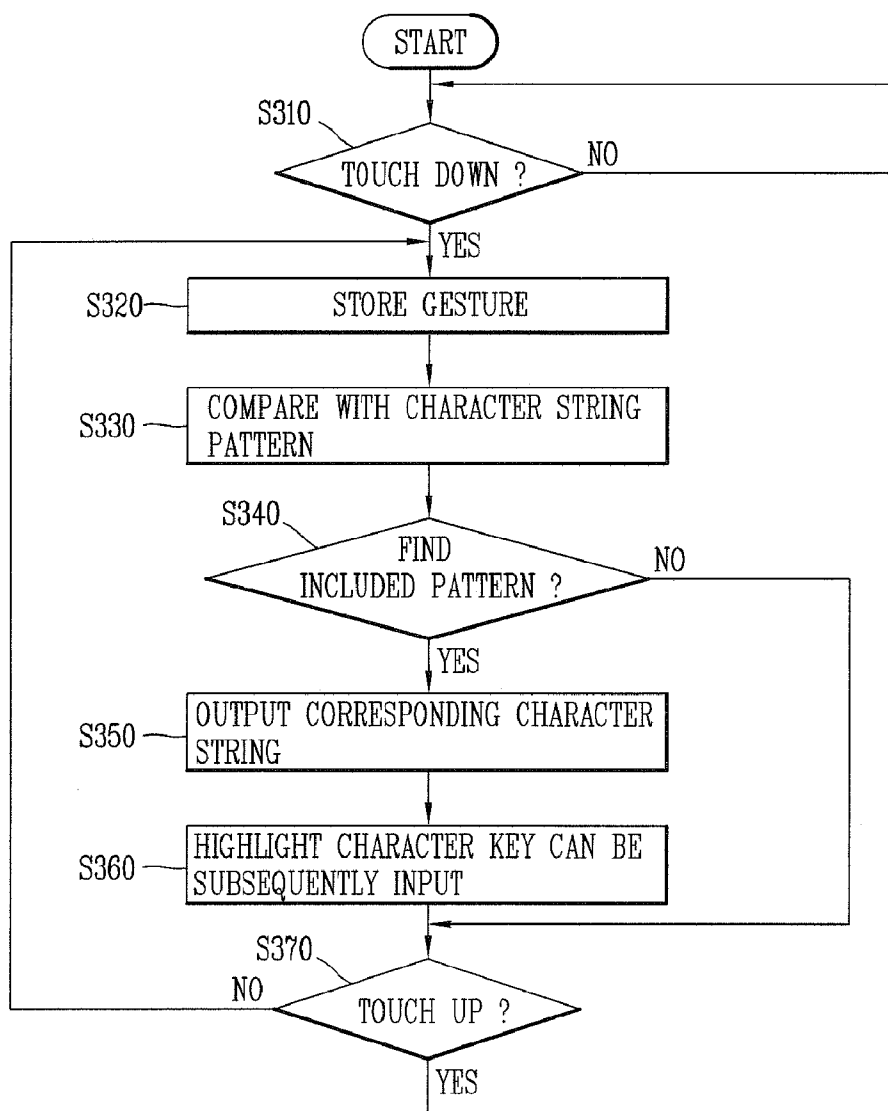 START
S310
TOUCH DOWN ?
NO
YES
S320
STORE GESTURE
S330
COMPARE WITH CHARACTER STRING
PATTERN
S340
FIND
INCLUDED PATTERN ?
NO
YES
S350
OUTPUT CORRESPONDING CHARACTER
STRING
S360
HIGHLIGHT CHARACTER KEY CAN BE
SUBSEQUENTLY INPUT
S370
NO
TOUCH UP ?
YES